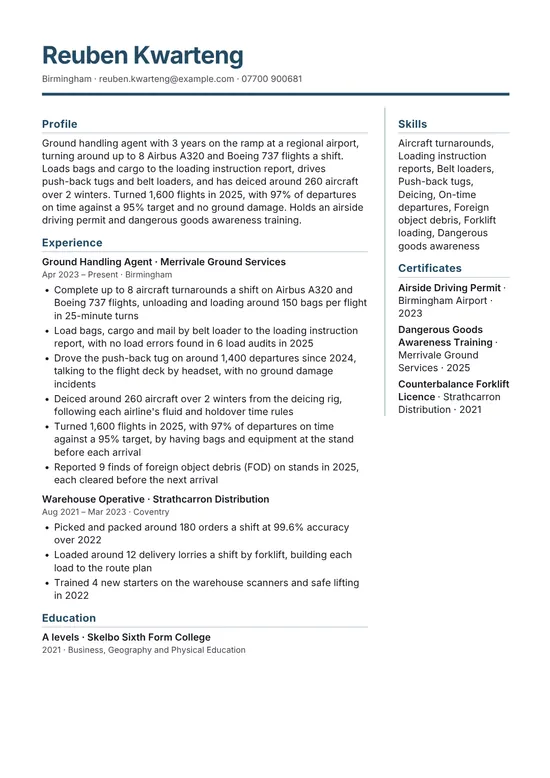 Reuben Kwarteng
Birmingham · reuben.kwarteng@example.com · 07700 900681
Profile
Ground handling agent with 3 years on the ramp at a regional airport,
turning around up to 8 Airbus A320 and Boeing 737 flights a shift.
Loads bags and cargo to the loading instruction report, drives
push-back tugs and belt loaders, and has deiced around 260 aircraft
over 2 winters. Turned 1,600 flights in 2025, with 97% of departures
on time against a 95% target and no ground damage. Holds an airside
driving permit and dangerous goods awareness training.
Experience
Ground Handling Agent · Merrivale Ground Services
Apr 2023 – Present · Birmingham
• Complete up to 8 aircraft turnarounds a shift on Airbus A320 and
Boeing 737 flights, unloading and loading around 150 bags per flight
in 25-minute turns
• Load bags, cargo and mail by belt loader to the loading instruction
report, with no load errors found in 6 load audits in 2025
• Drove the push-back tug on around 1,400 departures since 2024,
talking to the flight deck by headset, with no ground damage
incidents
• Deiced around 260 aircraft over 2 winters from the deicing rig,
following each airline's fluid and holdover time rules
• Turned 1,600 flights in 2025, with 97% of departures on time
against a 95% target, by having bags and equipment at the stand
before each arrival
• Reported 9 finds of foreign object debris (FOD) on stands in 2025,
each cleared before the next arrival
Warehouse Operative · Strathcarron Distribution
Aug 2021 – Mar 2023 · Coventry
• Picked and packed around 180 orders a shift at 99.6% accuracy
over 2022
• Loaded around 12 delivery lorries a shift by forklift, building each
load to the route plan
• Trained 4 new starters on the warehouse scanners and safe lifting
in 2022
Education
A levels · Skelbo Sixth Form College
2021 · Business, Geography and Physical Education
Skills
Aircraft turnarounds,
Loading instruction
reports, Belt loaders,
Push-back tugs,
Deicing, On-time
departures, Foreign
object debris, Forklift
loading, Dangerous
goods awareness
Certificates
Airside Driving Permit ·
Birmingham Airport ·
2023
Dangerous Goods
Awareness Training ·
Merrivale Ground
Services · 2025
Counterbalance Forklift
Licence · Strathcarron
Distribution · 2021